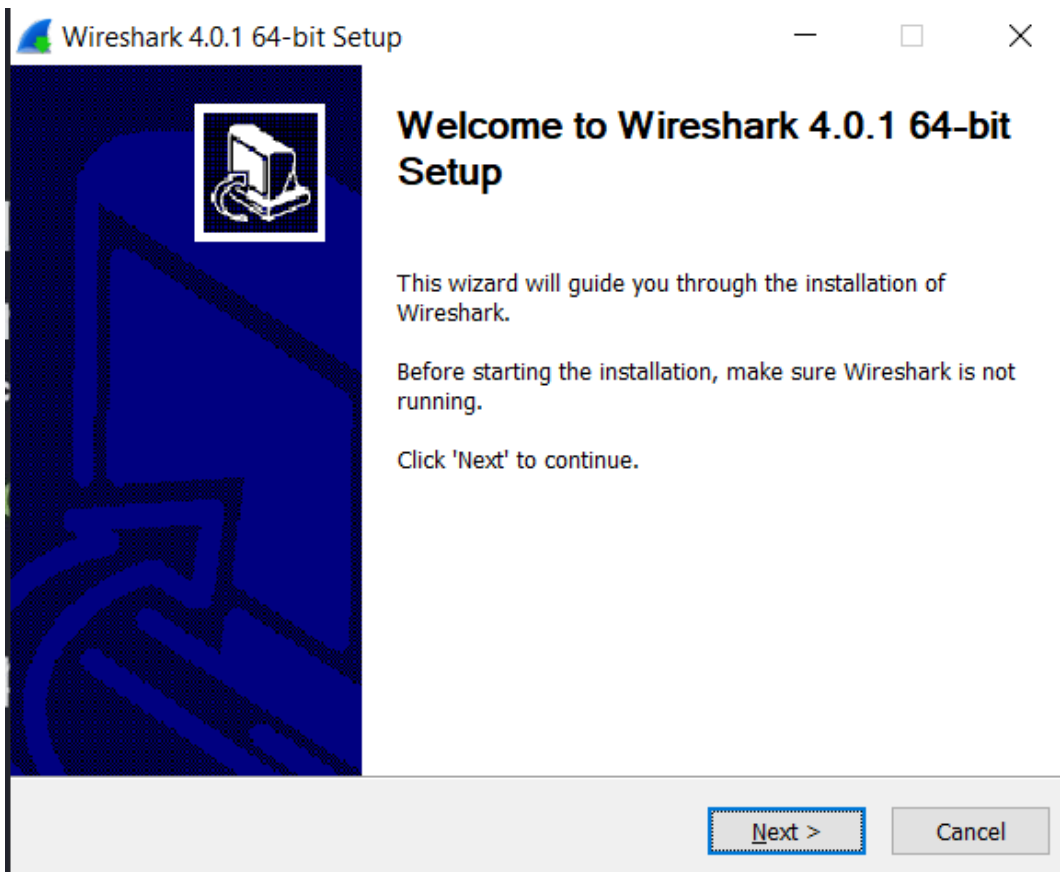 Wireshark 4.0.1 64-bit Setup
Welcome to Wireshark 4.0.1 64-bit
Setup
This wizard will guide you through the installation of
Wireshark.
Before starting the installation, make sure Wireshark is not
running.
Click 'Next' to continue.
Next >
Cancel